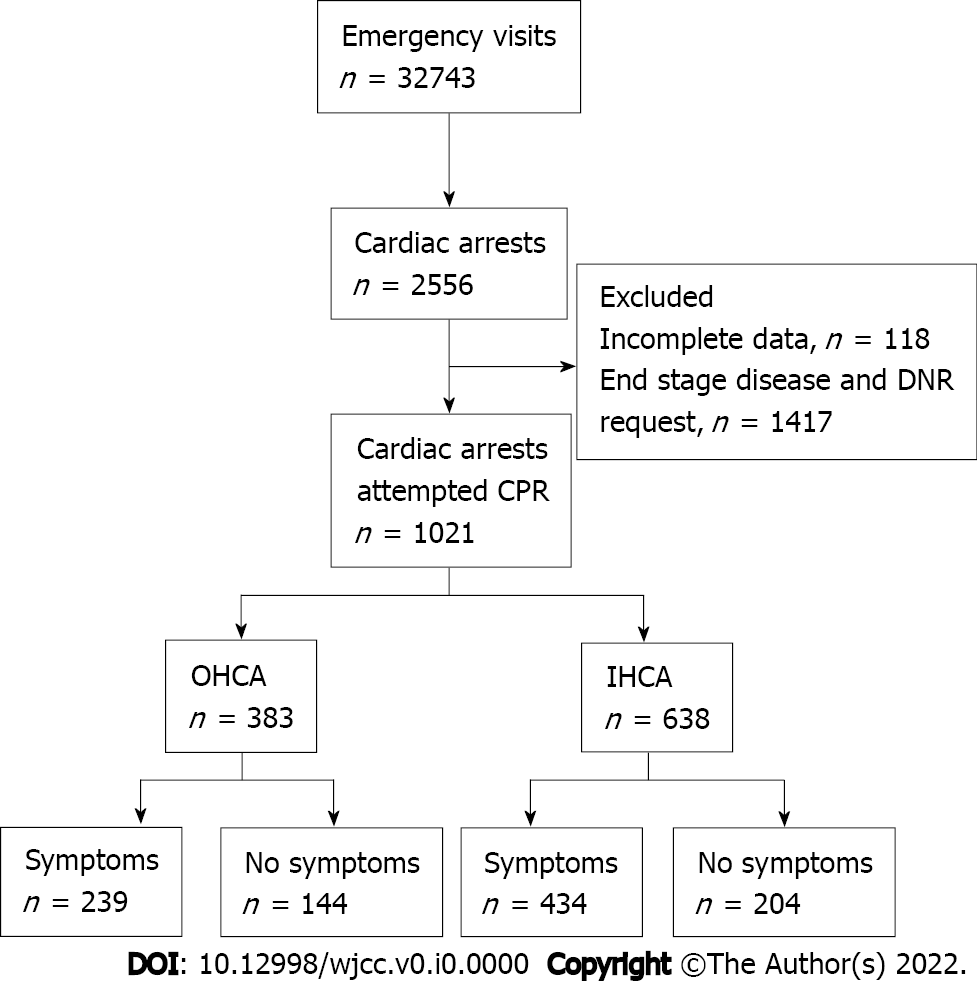 Emergency visits
n = 32743
Cardiac arrests
n = 2556
Excluded
Incomplete data, n = 118
End stage disease and DNR
request, n = 1417
Cardiac arrests
attempted CPR
n = 1021
OHCA
n = 383
IHCA
n = 638
Symptoms
n = 239
No symptoms
n = 144
Symptoms
n = 434
No symptoms
n = 204
DOI: 10.12998/wjcc.v0.i0.0000 Copyright ©The Author(s) 2022.